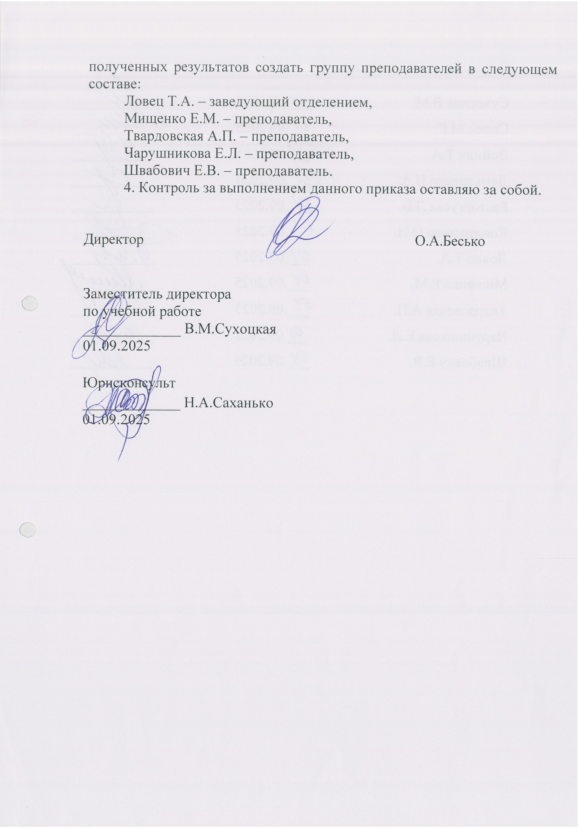 полученных результатов создать группу преподавателей в следующем
составе:
Ловец Т.А. – заведующий отделением,
Мищенко Е.М. – преподаватель,
Твардовская А.П. – преподаватель,
Чарушникова Е.Л. – преподаватель,
Швабович Е.В. – преподаватель.
4. Контроль за выполнением данного приказа оставляю за собой.
Директор О.А.Бесько
Заместитель директора
по учебной работе
_____________ В.М.Сухоцкая
01.09.2025
Юрисконсульт
_____________ Н.А.Саханько
01.09.2025